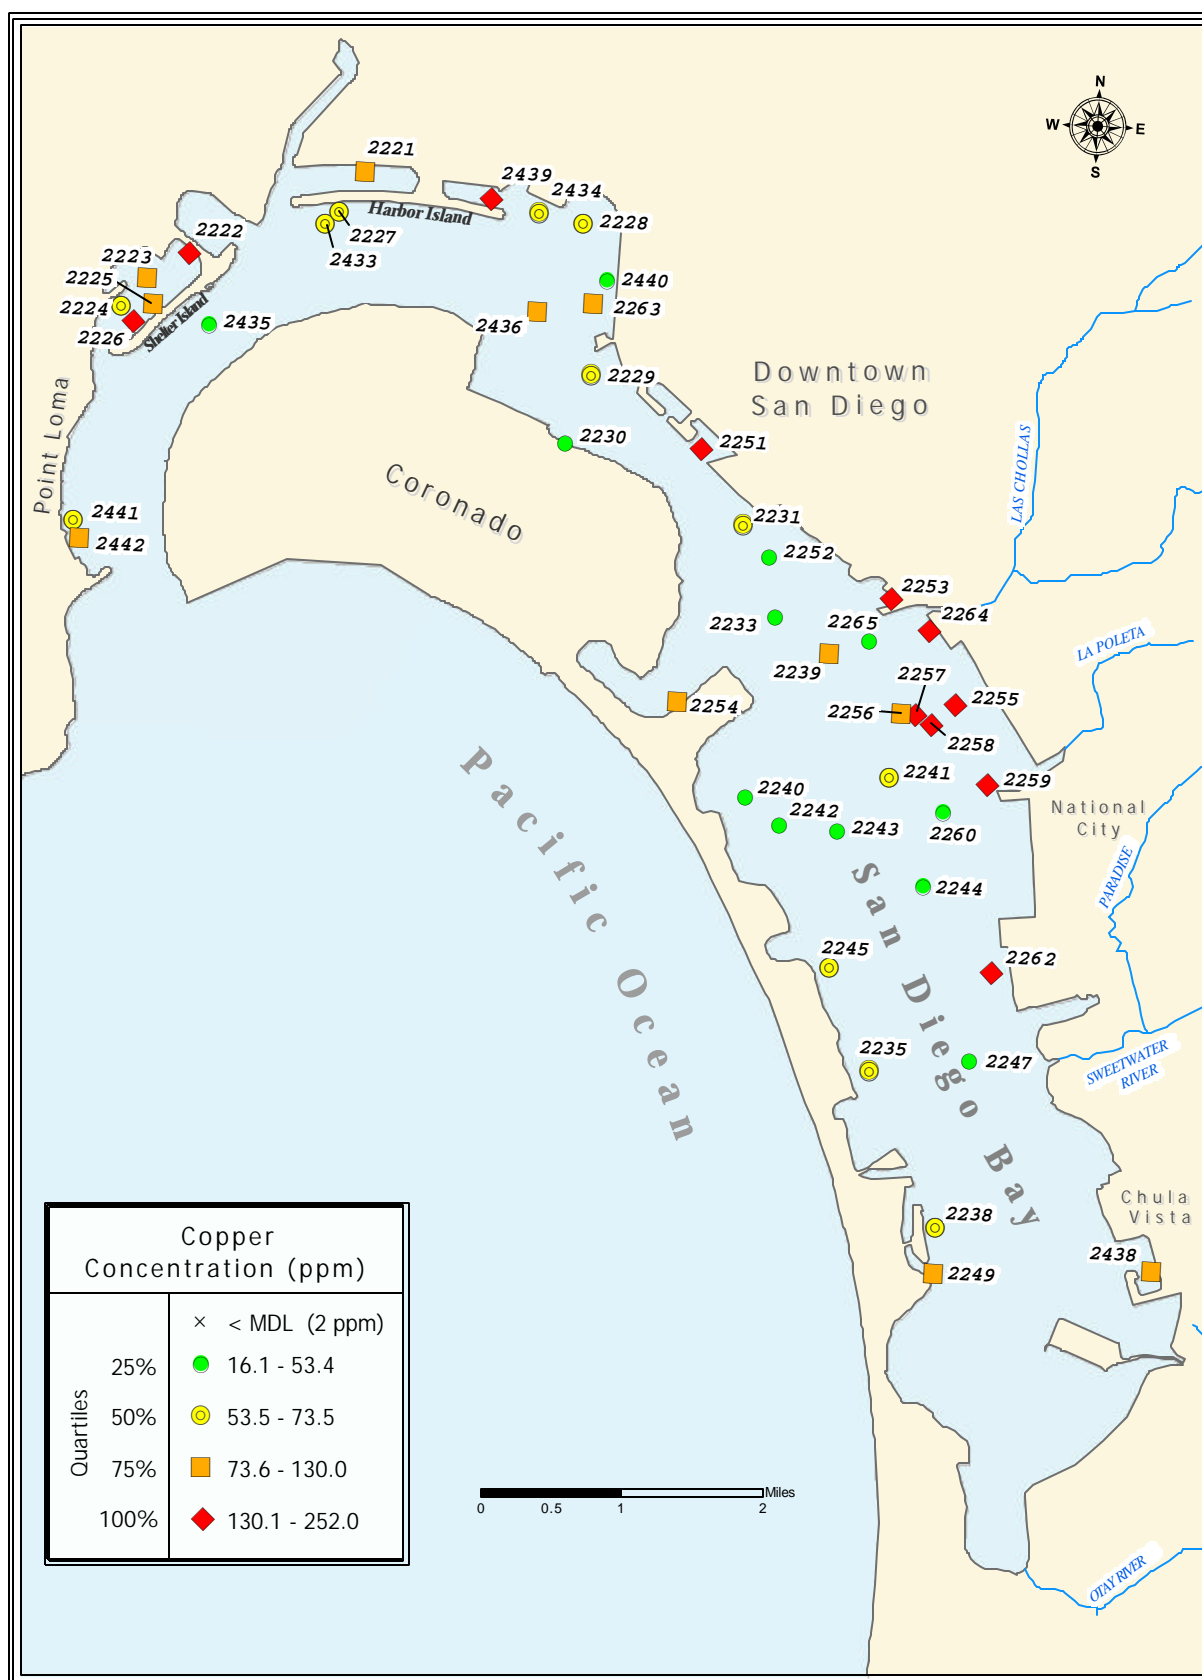 N
W
E
S
2221
2439
2434
2228
Harbor Island
2227
2433
2222
2223
2225
2224
2226
Shelter Island
2435
2440
2263
2436
2229
Downtown
San Diego
2230
2251
Point Loma
Coronado
LAS CHOLLAS
2441
2442
2231
2252
2253
2264
2233
2265
2239
LA POLETA
2257
2255
2254
2256
2258
Pacific Ocean
2241
2259
2240
2242
2243
2260
National
City
PARADISE
2244
San Diego Bay
2245
2262
2235
2247
SWEETWATER
RIVER
Chula
Vista
2238
2438
2249
Copper
Concentration (ppm)
Quartiles
× < MDL (2 ppm)
25% 16.1 - 53.4
50% 53.5 - 73.5
75% 73.6 - 130.0
100% 130.1 - 252.0
Miles
0 0.5 1 2
OTAY RIVER